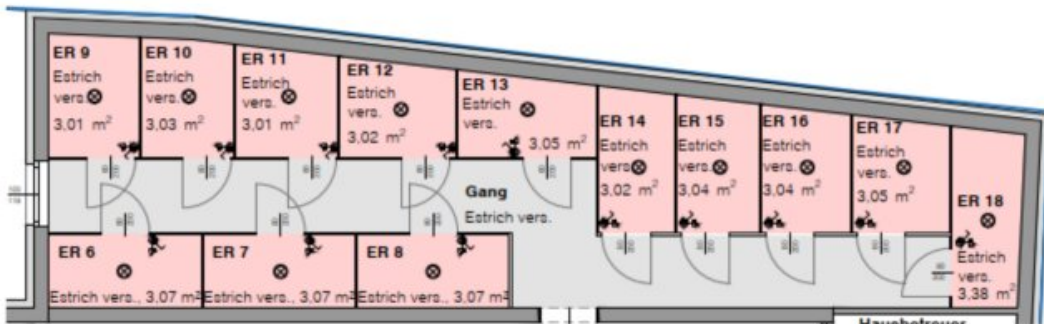 ER 9
Estrich
vers.
3,01 m²
ER 10
Estrich
vers.
3,03 m²
ER 11
Estrich
vers.
3,01 m²
ER 12
Estrich
vers.
3,02 m²
ER 13
Estrich
vers.
3,05 m²
ER 14
Estrich
vers.
3,02 m²
ER 15
Estrich
vers.
3,04 m²
ER 16
Estrich
vers.
3,04 m²
ER 17
Estrich
vers.
3,05 m²
ER 18
Estrich
vers.
3,38 m²
Gang
Estrich vers.
ER 6
Estrich vers., 3,07 m²
ER 7
Estrich vers., 3,07 m²
ER 8
Estrich vers., 3,07 m²
Hausbetreuer